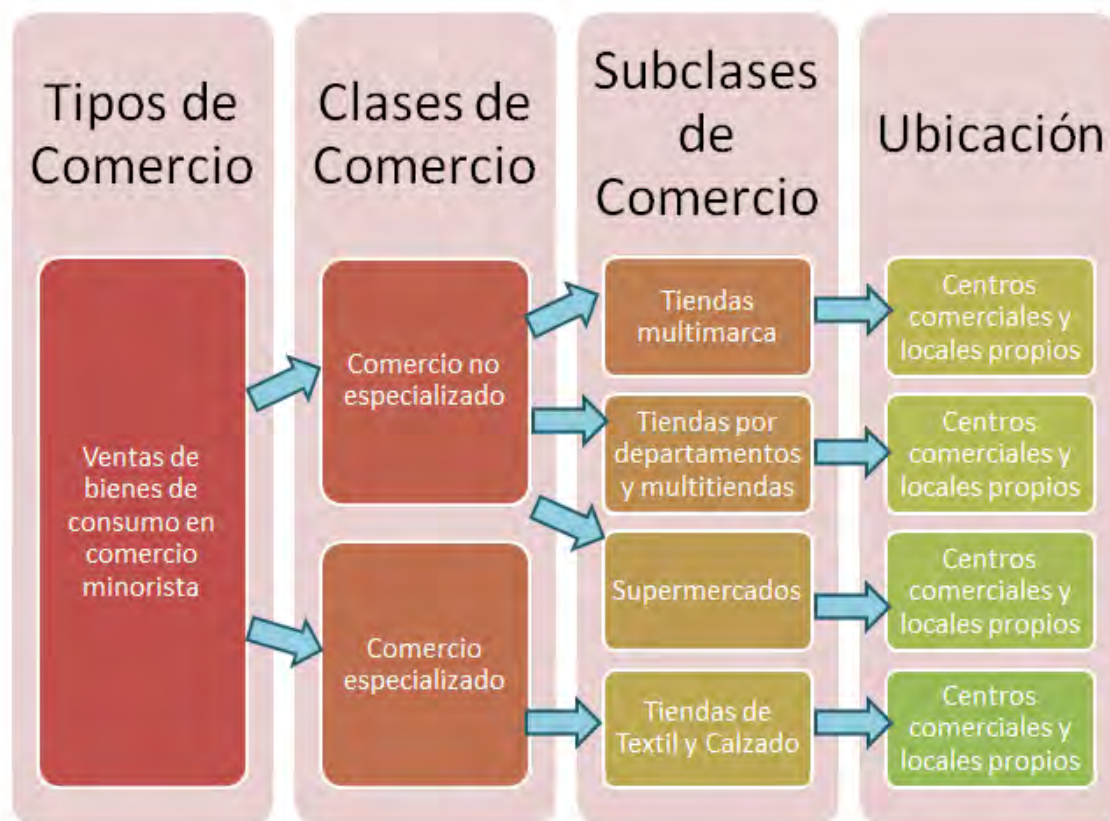 Tipos de
Comercio
Clases de
Comercio
Subclases
de
Comercio
Ubicación
Ventas de
bienes de
consumo en
comercio
minorista
Comercio no
especializado
Comercio
especializado
Tiendas
multimarca
Tiendas por
departamentos
y multitiendas
Supermercados
Tiendas de
Textil y Calzado
Centros
comerciales y
locales propios
Centros
comerciales y
locales propios
Centros
comerciales y
locales propios
Centros
comerciales y
locales propios